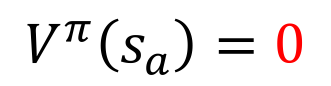 𝑉^𝜋(𝑠_𝑎) = 0